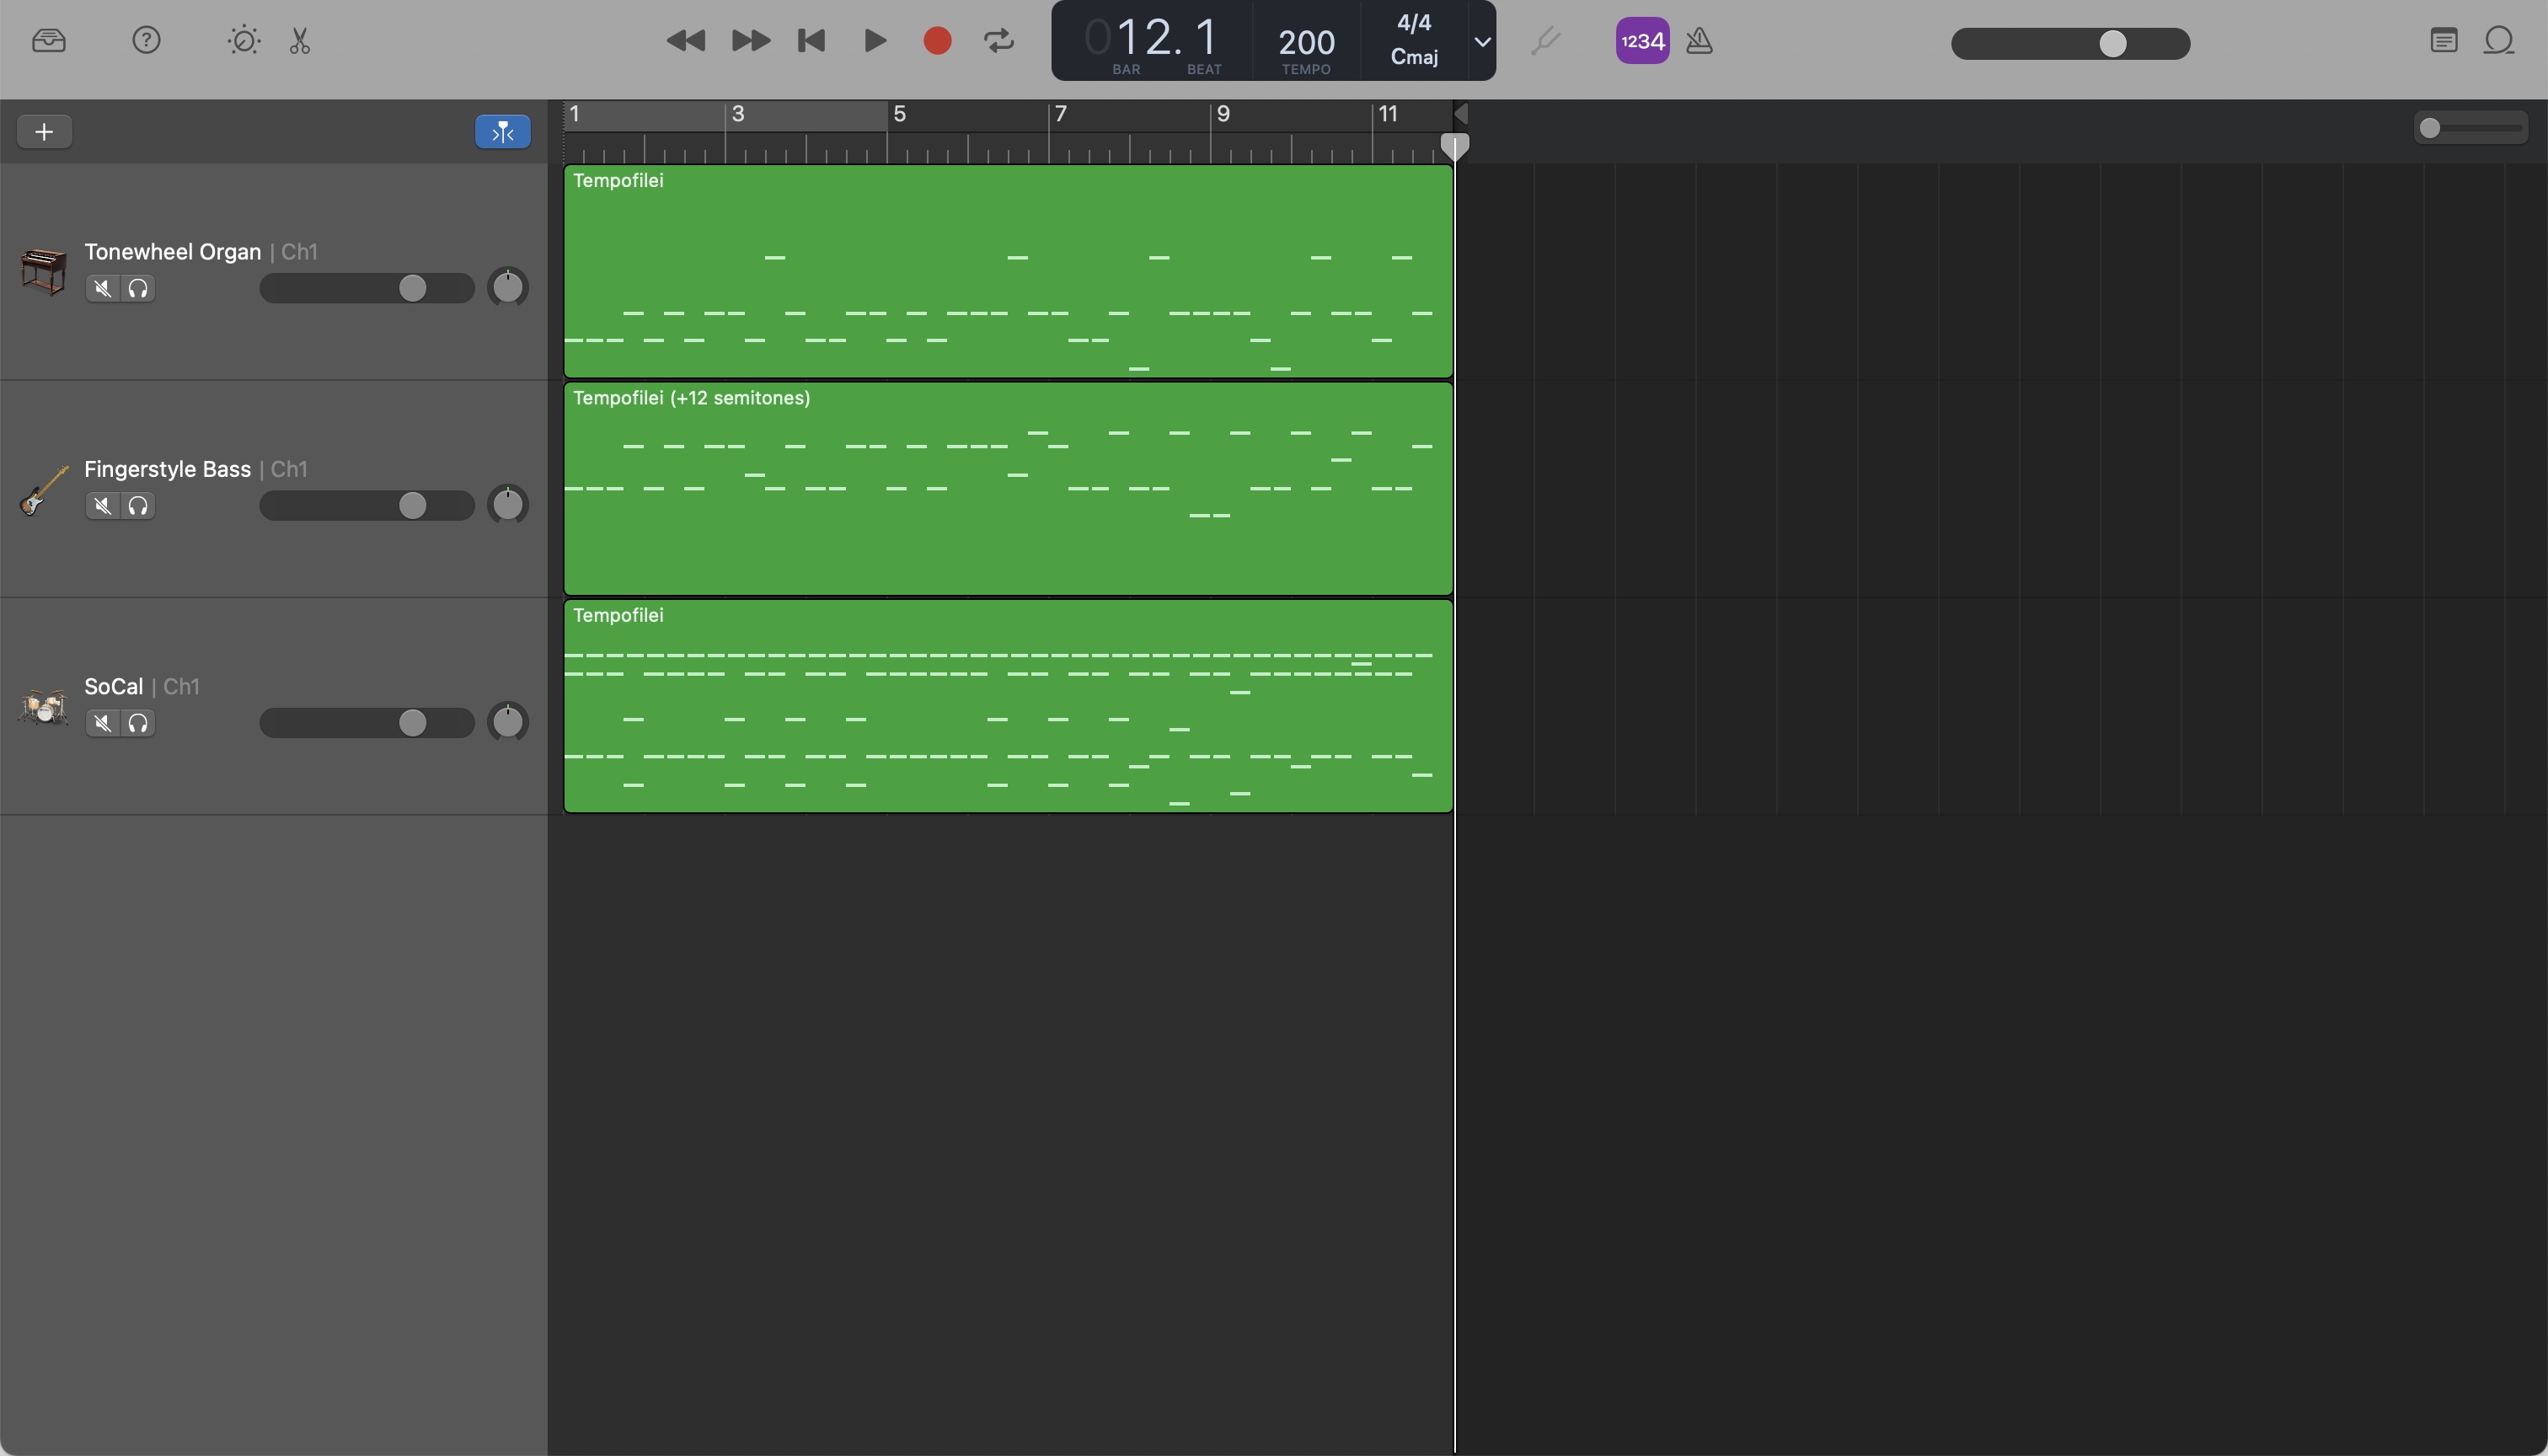 012. 1
BAR
BEAT
200
TEMPO
4/4
Cmaj
1234
1
3
5
7
9
11
Tonewheel Organ | Ch1
Tempofilei
Fingerstyle Bass | Ch1
Tempofilei (+12 semitones)
SoCal | Ch1
Tempofilei